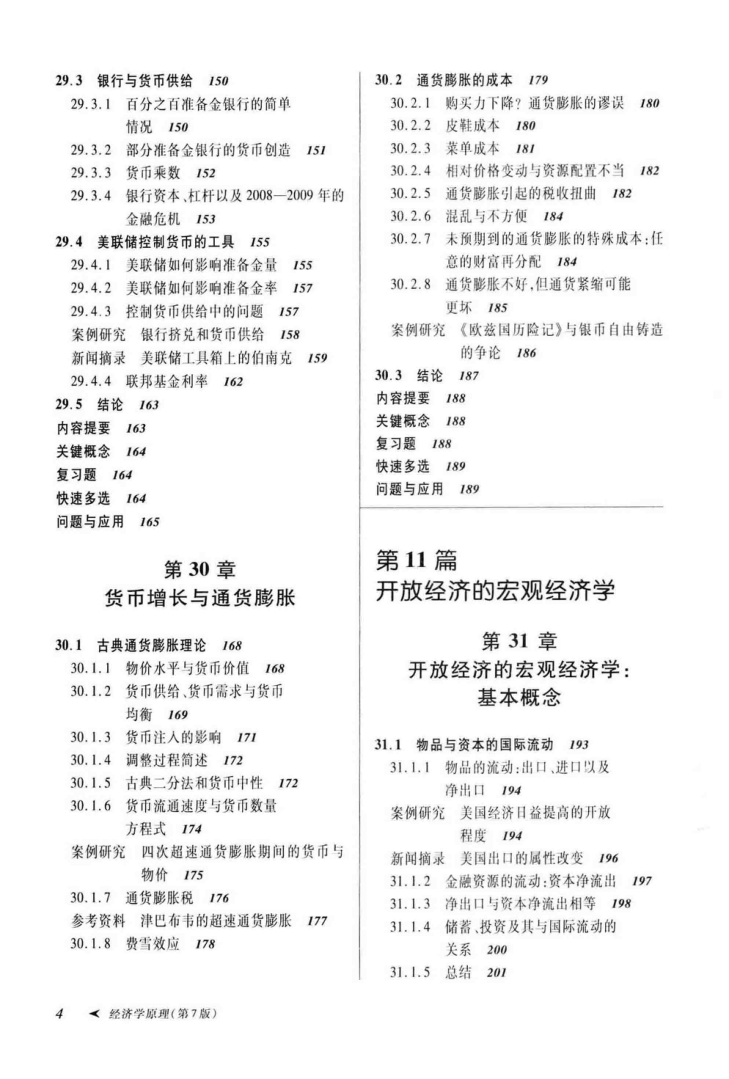 29.3 银行与货币供给 150
29.3.1 百分之百准备金银行的简单
情况 150
29.3.2 部分准备金银行的货币创造 151
29.3.3 货币乘数 152
29.3.4 银行资本、杠杆以及2008—2009年的
金融危机 153
29.4 美联储控制货币的工具 155
29.4.1 美联储如何影响准备金量 155
29.4.2 美联储如何影响准备金率 157
29.4.3 控制货币供给中的问题 157
案例研究 银行挤兑和货币供给 158
新闻摘录 美联储工具箱上的伯南克 159
29.4.4 联邦基金利率 162
29.5 结论 163
内容提要 163
关键概念 164
复习题 164
快速多选 164
问题与应用 165
第30章
货币增长与通货膨胀
30.1 古典通货膨胀理论 168
30.1.1 物价水平与货币价值 168
30.1.2 货币供给、货币需求与货币
均衡 169
30.1.3 货币注入的影响 171
30.1.4 调整过程简述 172
30.1.5 古典二分法和货币中性 172
30.1.6 货币流通速度与货币数量
方程式 174
案例研究 四次超速通货膨胀期间的货币与
物价 175
30.1.7 通货膨胀税 176
参考资料 津巴布韦的超速通货膨胀 177
30.1.8 费雪效应 178
30.2 通货膨胀的成本 179
30.2.1 购买力下降？通货膨胀的谬误 180
30.2.2 皮鞋成本 180
30.2.3 菜单成本 181
30.2.4 相对价格变动与资源配置不当 182
30.2.5 通货膨胀引起的税收扭曲 182
30.2.6 混乱与不方便 184
30.2.7 未预期到的通货膨胀的特殊成本：任
意的财富再分配 184
30.2.8 通货膨胀不好，但通货紧缩可能
更坏 185
案例研究 《欧兹国历险记》与银币自由铸造
的争论 186
30.3 结论 187
内容提要 188
关键概念 188
复习题 188
快速多选 189
问题与应用 189
第11篇
开放经济的宏观经济学
第31章
开放经济的宏观经济学：
基本概念
31.1 物品与资本的国际流动 193
31.1.1 物品的流动：出口、进口以及
净出口 194
案例研究 美国经济日益提高的开放
程度 194
新闻摘录 美国出口的属性改变 196
31.1.2 金融资源的流动：资本净流出 197
31.1.3 净出口与资本净流出相等 198
31.1.4 储蓄、投资及其与国际流动的
关系 200
31.1.5 总结 201
4 ＜ 经济学原理(第7版)